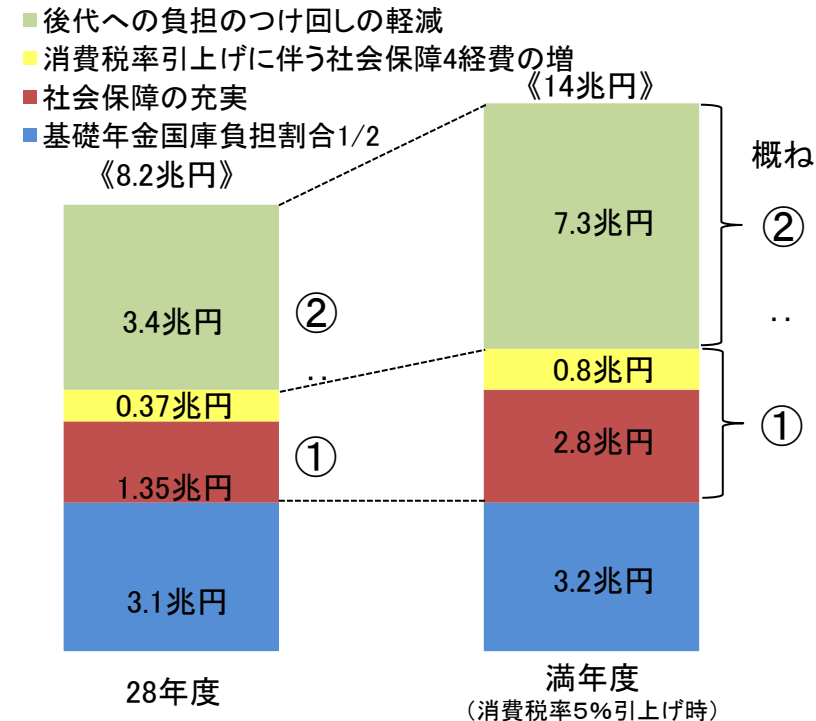 後代への負担のつけ回しの軽減
消費税率引上げに伴う社会保障4経費の増
社会保障の充実
基礎年金国庫負担割合1/2
《8.2兆円》
3.4兆円
0.37兆円
1.35兆円
3.1兆円
28年度
②
‥
①
《14兆円》
7.3兆円
0.8兆円
2.8兆円
3.2兆円
満年度
（消費税率5％引上げ時）
概ね
②
‥
①